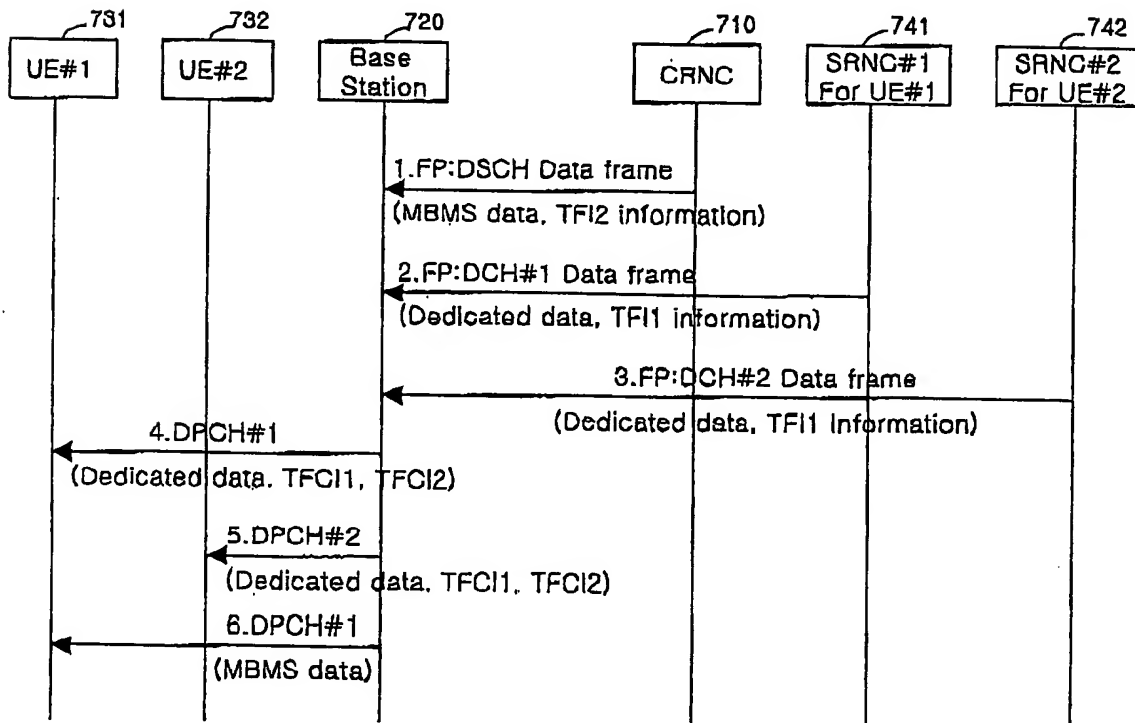 731
732
720
710
741
742
UE#1
UE#2
Base
Station
CRNC
SRNC#1
For UE#1
SRNC#2
For UE#2
1.FP:DSCH Data frame
(MBMS data, TFI2 information)
2.FP:DCH#1 Data frame
(Dedicated data, TFI1 information)
3.FP:DCH#2 Data frame
(Dedicated data, TFI1 Information)
4.DPCH#1
(Dedicated data. TFCI1, TFCI2)
5.DPCH#2
(Dedicated data. TFCI1, TFCI2)
6.DPCH#1
(MBMS data)